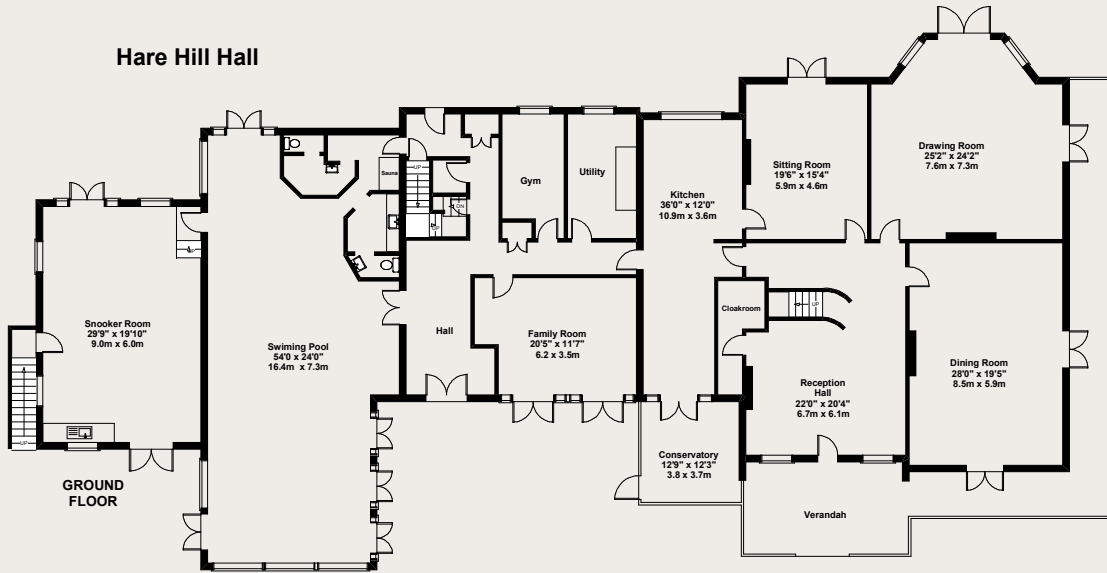 Hare Hill Hall
Drawing Room
25'2" x 24'2"
7.6m x 7.3m
Sitting Room
19'6" x 15'4"
5.9m x 4.6m
Kitchen
36'0" x 12'0"
10.9m x 3.6m
Utility
Gym
Sauna
UP
DN
UP
UP
Snooker Room
29'9" x 19'10"
9.0m x 6.0m
Swiming Pool
54'0 x 24'0"
16.4m x 7.3m
Hall
Family Room
20'5" x 11'7"
6.2 x 3.5m
Cloakroom
UP
Reception
Hall
22'0" x 20'4"
6.7m x 6.1m
Dining Room
28'0" x 19'5"
8.5m x 5.9m
UP
Conservatory
12'9" x 12'3"
3.8 x 3.7m
Verandah
GROUND
FLOOR